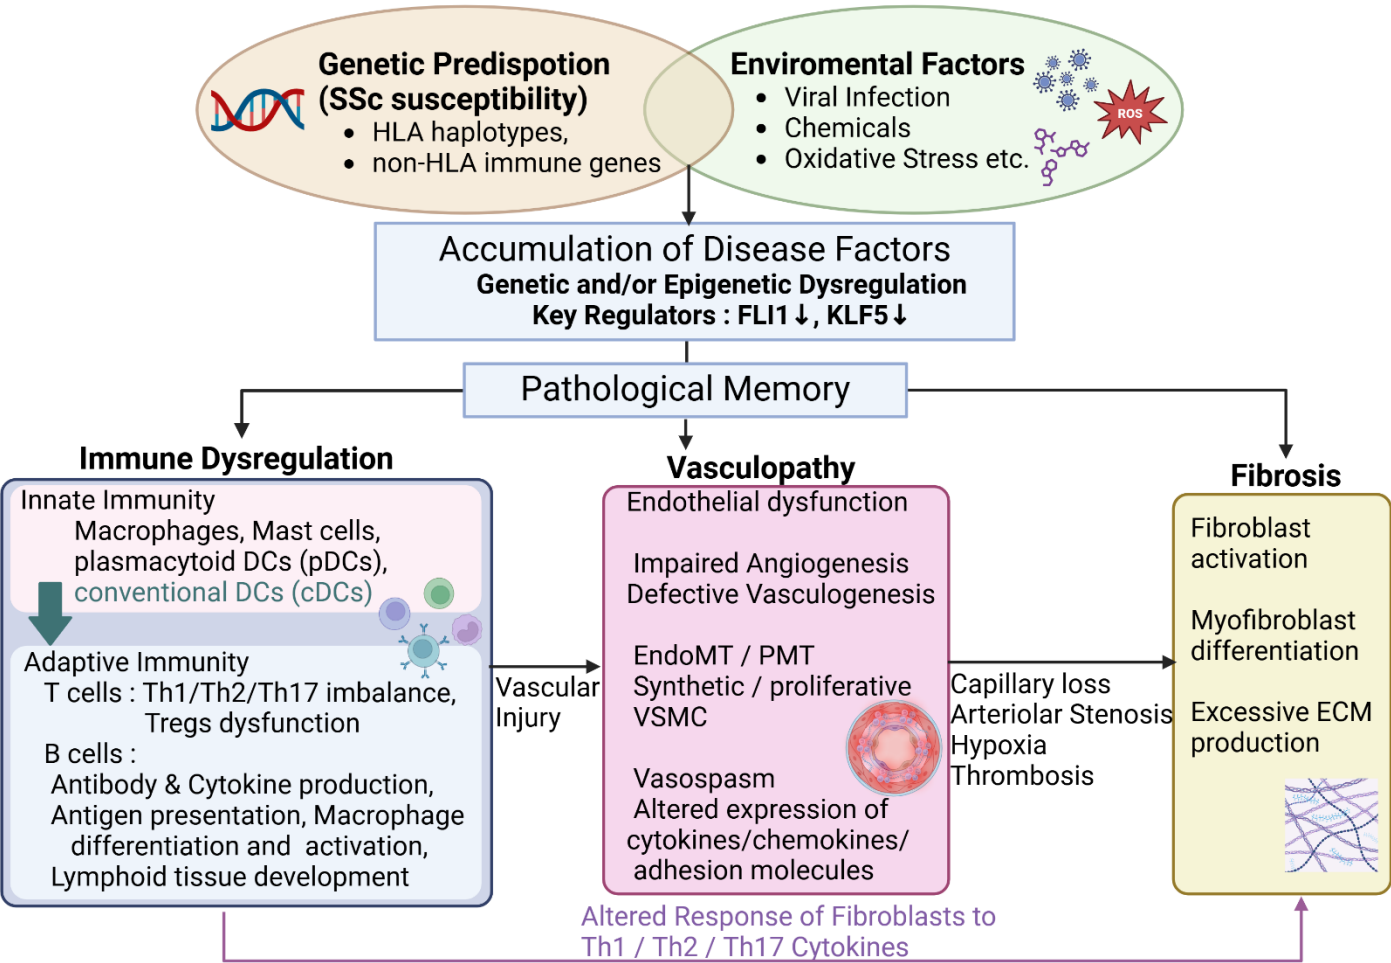 Genetic Predispotion
(SSc susceptibility)
• HLA haplotypes,
• non-HLA immune genes
Enviromental Factors
• Viral Infection
• Chemicals
• Oxidative Stress etc.
ROS
Accumulation of Disease Factors
Genetic and/or Epigenetic Dysregulation
Key Regulators : FLI1↓, KLF5↓
Pathological Memory
Immune Dysregulation
Innate Immunity
Macrophages, Mast cells,
plasmacytoid DCs (pDCs),
conventional DCs (cDCs)
Adaptive Immunity
T cells : Th1/Th2/Th17 imbalance,
Tregs dysfunction
B cells :
Antibody & Cytokine production,
Antigen presentation, Macrophage
differentiation and activation,
Lymphoid tissue development
Vascular
Injury
Vasculopathy
Endothelial dysfunction
Impaired Angiogenesis
Defective Vasculogenesis
EndoMT / PMT
Synthetic / proliferative
VSMC
Vasospasm
Altered expression of
cytokines/chemokines/
adhesion molecules
Capillary loss
Arteriolar Stenosis
Hypoxia
Thrombosis
Fibrosis
Fibroblast
activation
Myofibroblast
differentiation
Excessive ECM
production
Altered Response of Fibroblasts to
Th1 / Th2 / Th17 Cytokines